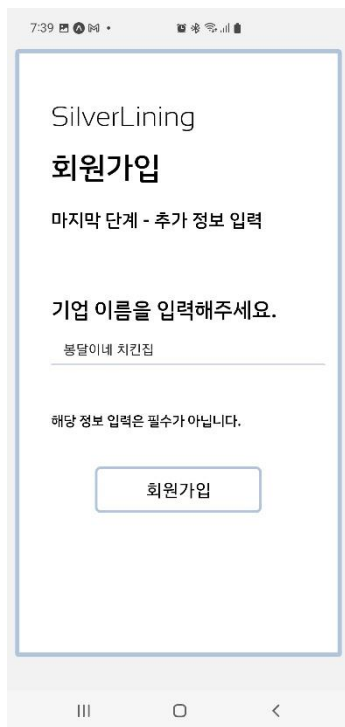 7:39
SilverLining
회원가입
마지막 단계 - 추가 정보 입력
기업 이름을 입력해주세요.
봉달이네 치킨집
해당 정보 입력은 필수가 아닙니다.
회원가입